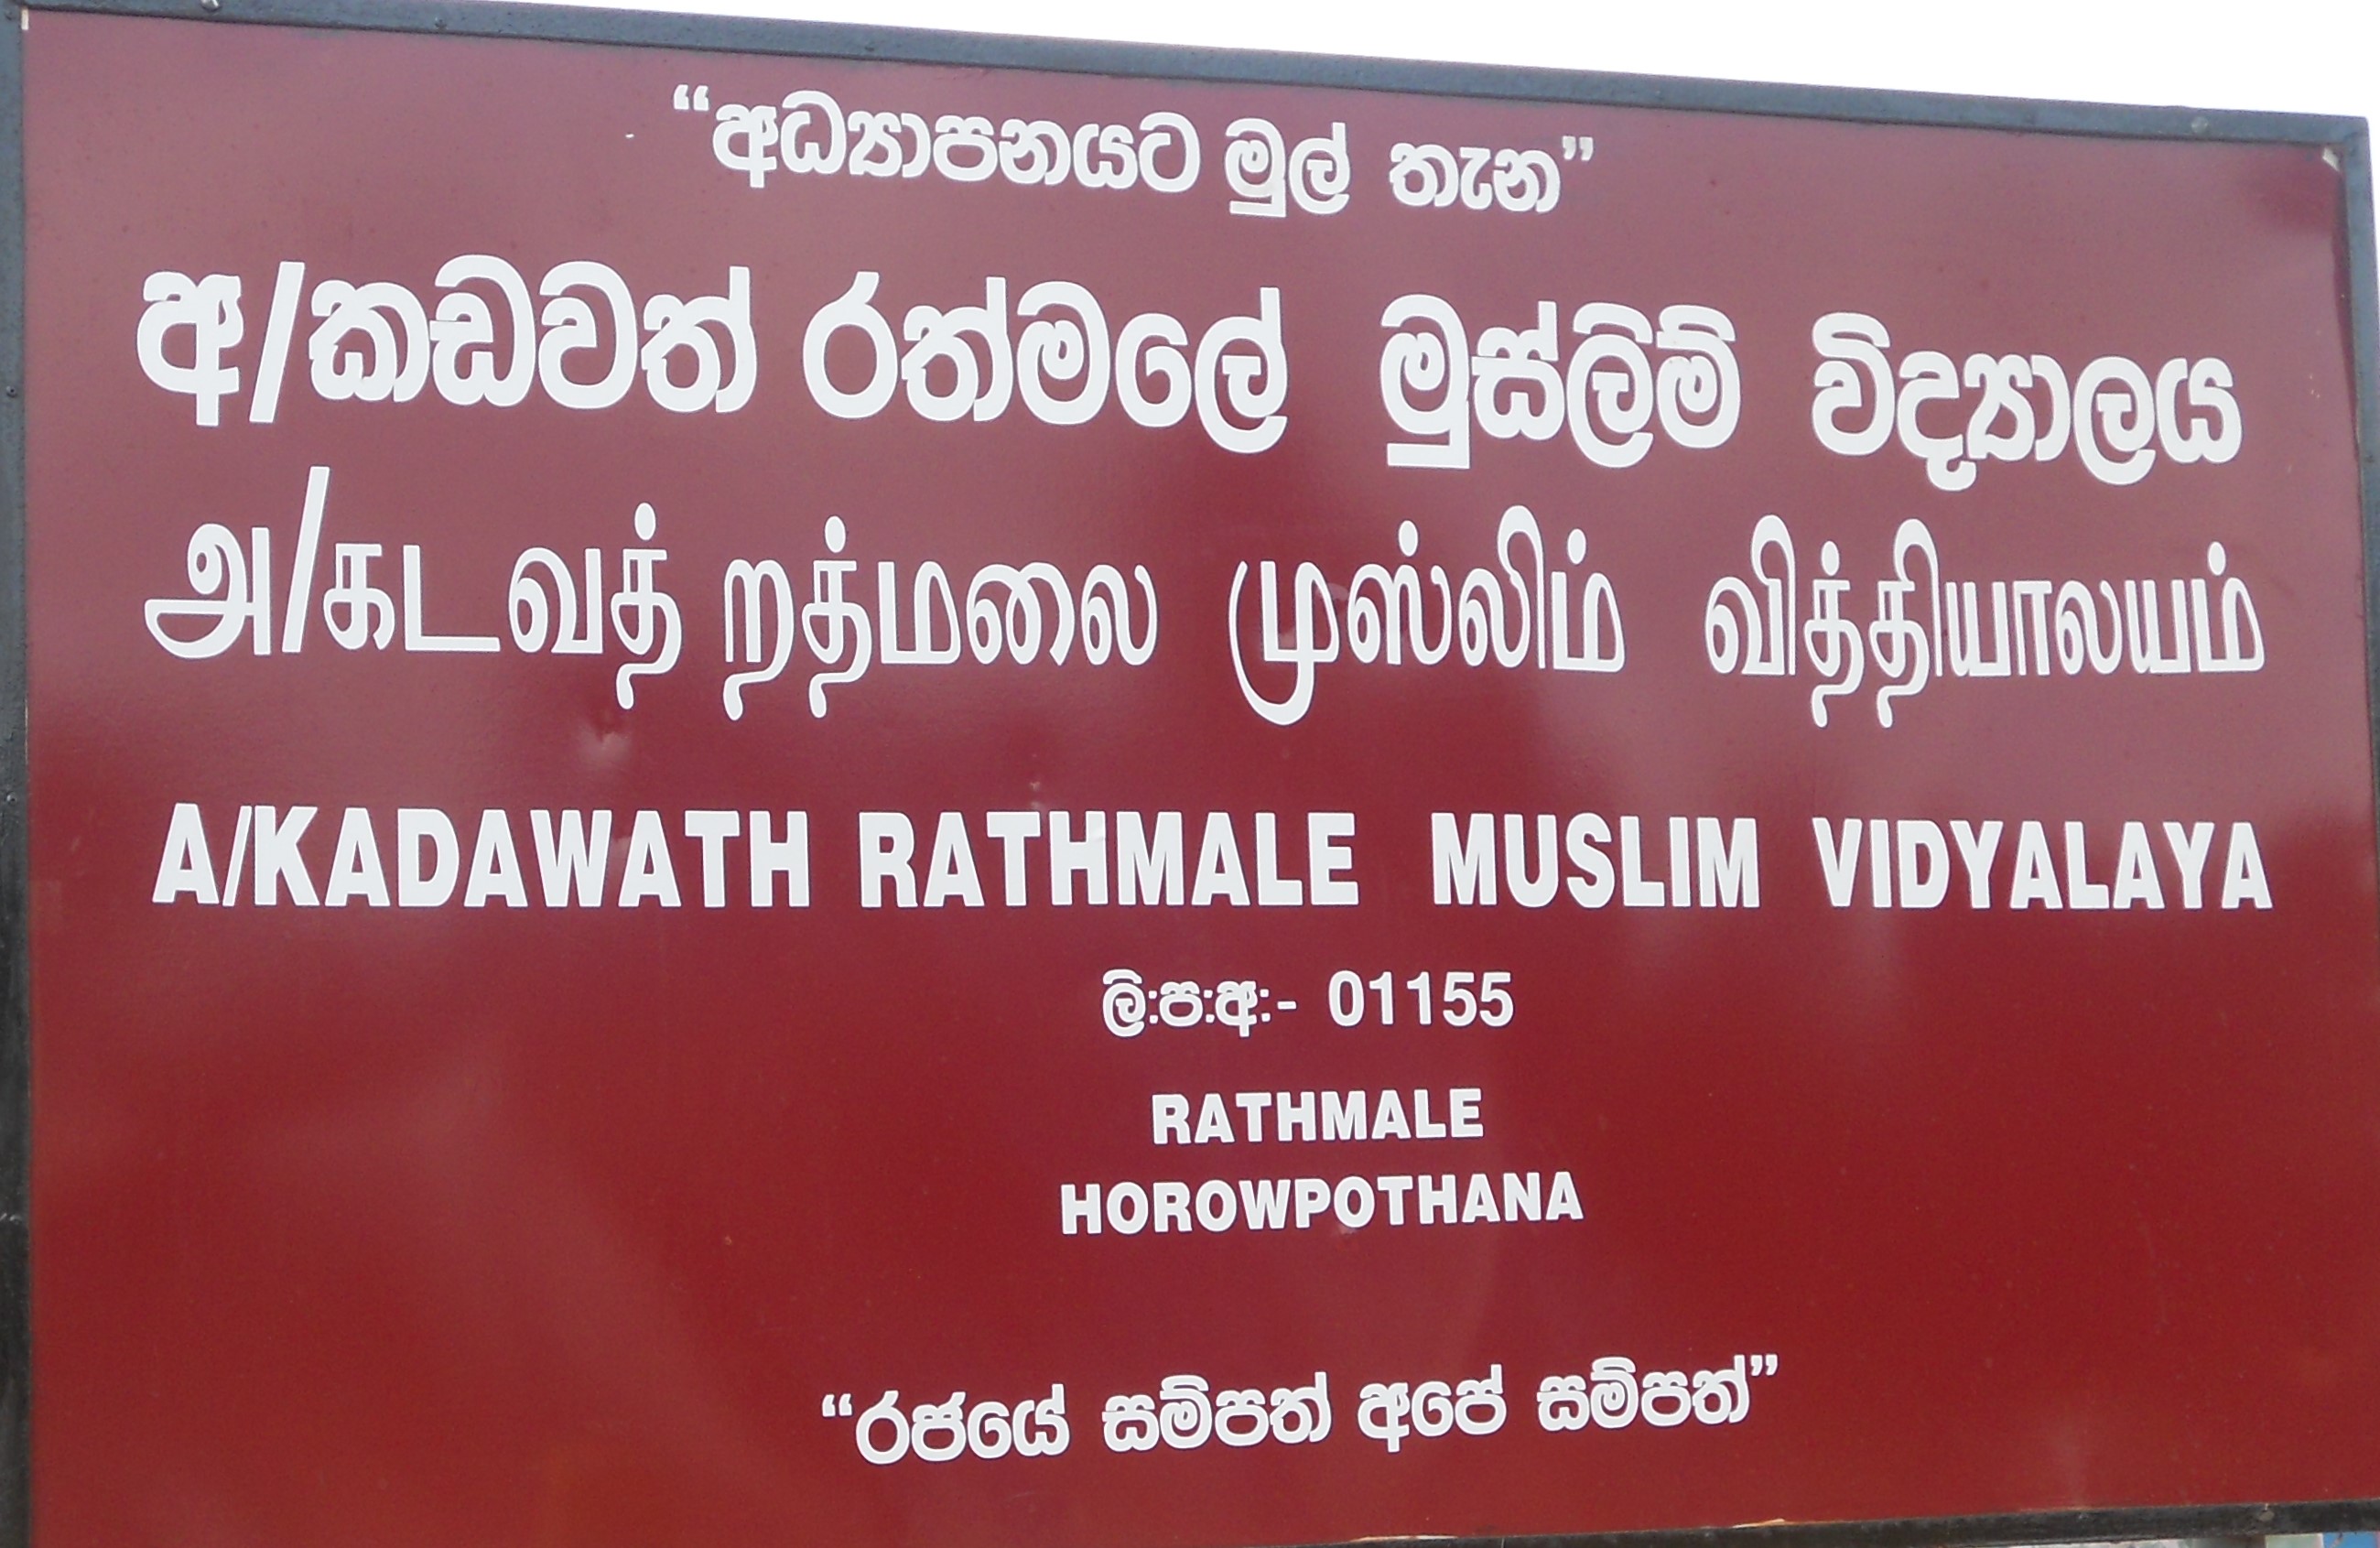 “අධ්‍යාපනයට මුල් තැන”
අ/කඩවත් රත්මලේ මුස්ලිම් විද්‍යාලය
அ/கடவத் றத்மலை முஸ்லிம் வித்தியாலயம்
A/KADAWATH RATHMALE MUSLIM VIDYALAYA
ලි:ප:අ:- 01155
RATHMALE
HOROWPOTHANA
“රජයේ සම්පත් අපේ සම්පත්”